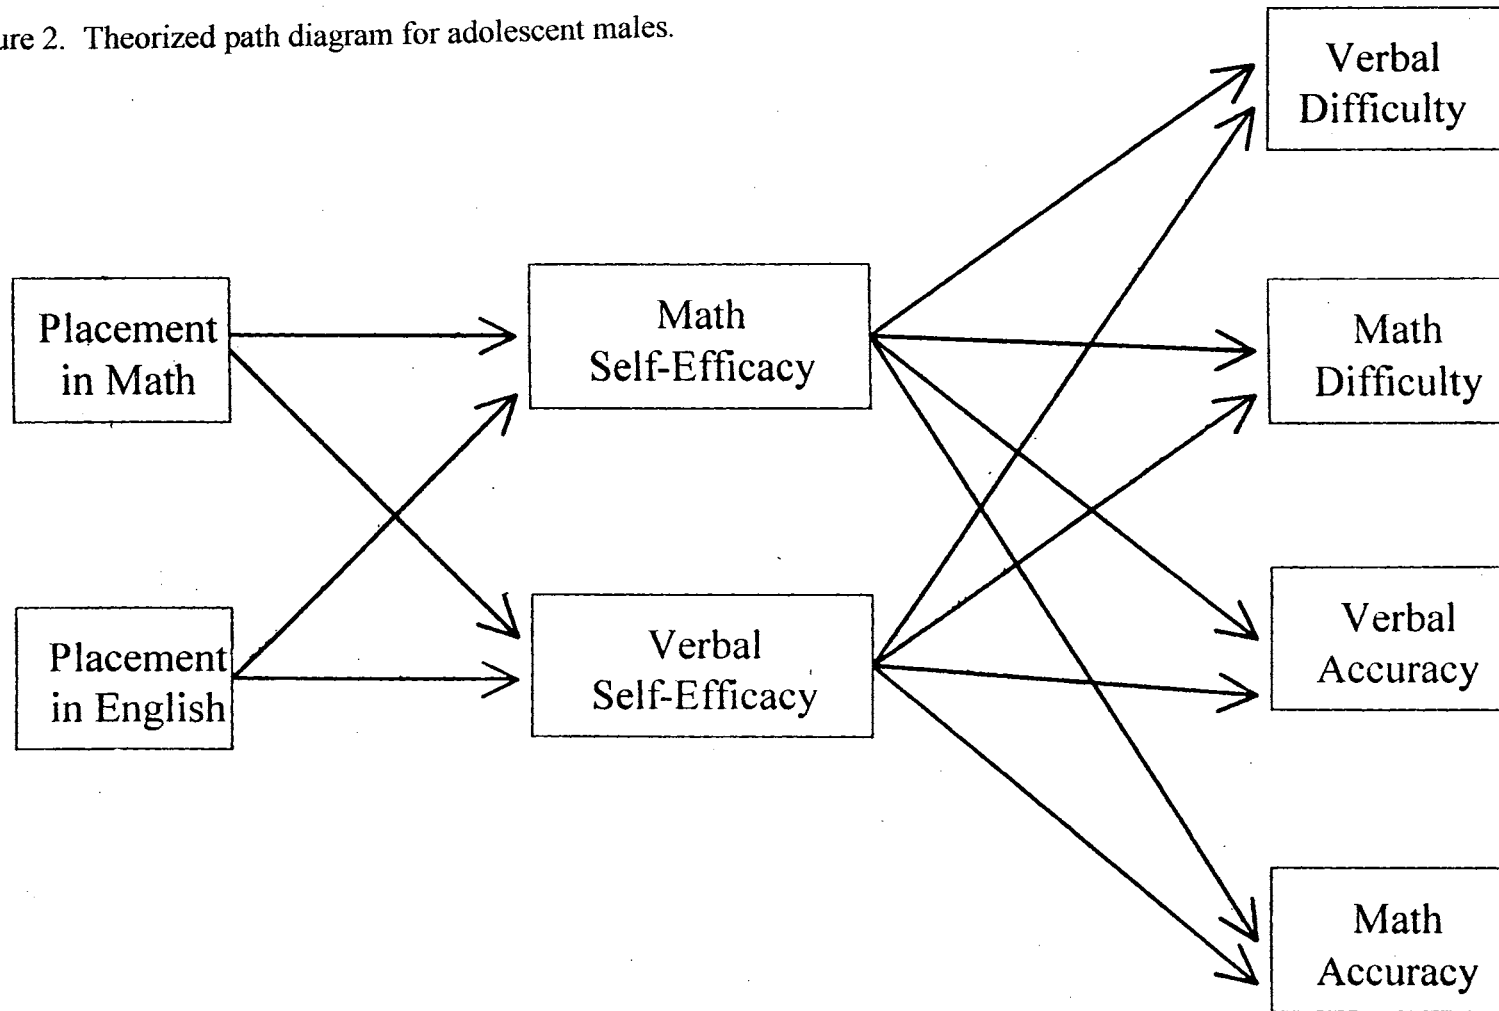 ure 2. Theorized path diagram for adolescent males.
Verbal
Difficulty
Placement
in Math
Math
Self-Efficacy
Math
Difficulty
Placement
in English
Verbal
Self-Efficacy
Verbal
Accuracy
Math
Accuracy